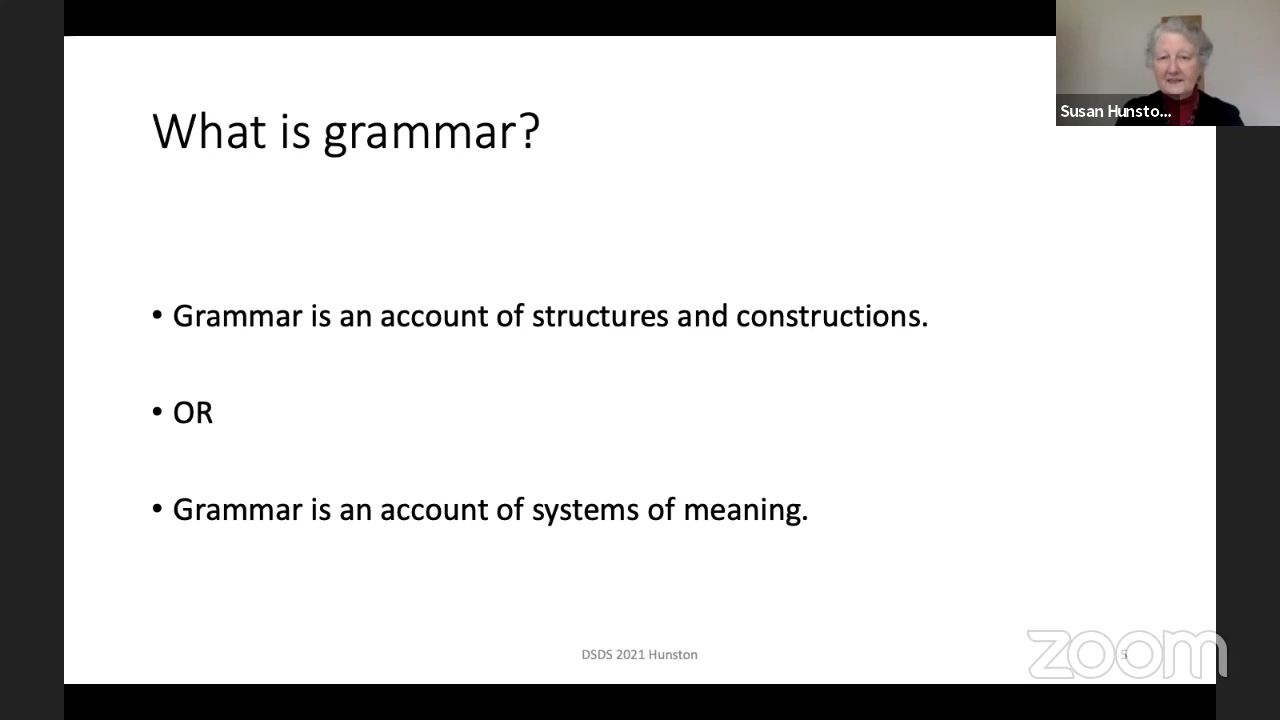 Susan Hunsto...
What is grammar?
• Grammar is an account of structures and constructions.
• OR
• Grammar is an account of systems of meaning.
DSDS 2021 Hunston
5
zoom